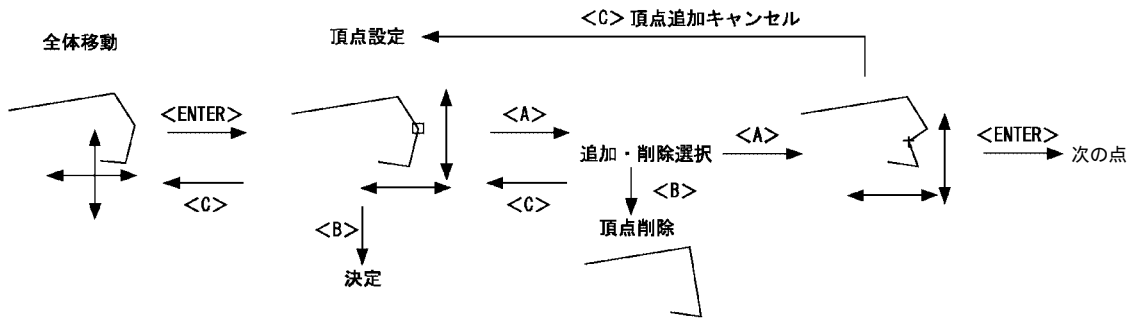 <C> 頂点追加キャンセル
全体移動
頂点設定
<ENTER>
<A>
追加・削除選択
<A>
<ENTER>
次の点
<C>
<C>
<B>
<B>
頂点削除
決定